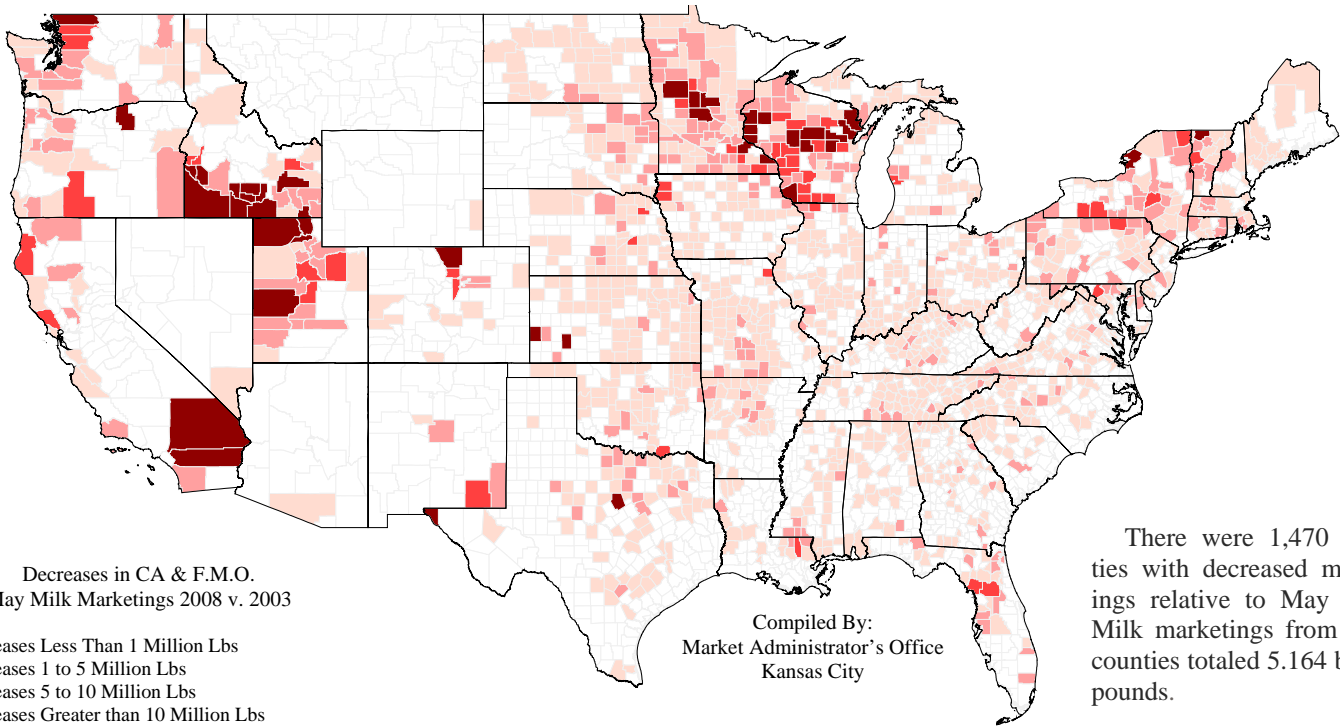 Decreases in CA & F.M.O.
May Milk Marketings 2008 v. 2003
eases Less Than 1 Million Lbs
eases 1 to 5 Million Lbs
eases 5 to 10 Million Lbs
eases Greater than 10 Million Lbs
Compiled By:
Market Administrator's Office
Kansas City
There were 1,470
ties with decreased m
ings relative to May
Milk marketings from
counties totaled 5.164 b
pounds.